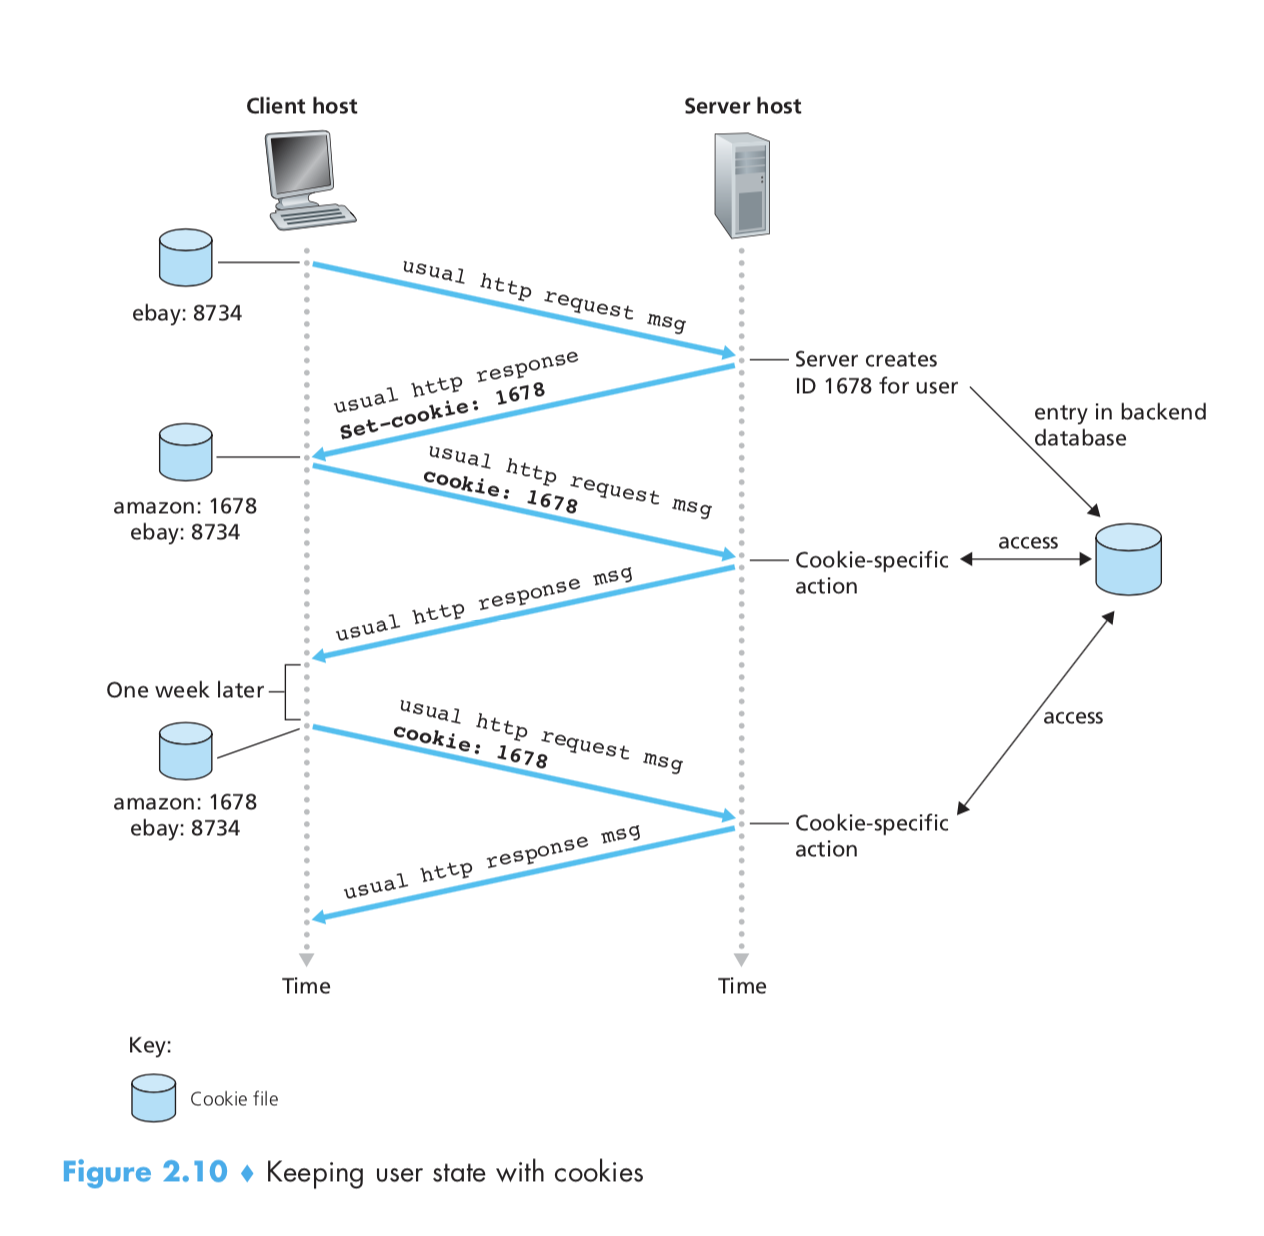 Client host
Server host
ebay: 8734
usual http request msg
Server creates
ID 1678 for user
entry in backend
database
usual http response
Set-cookie: 1678
amazon: 1678
ebay: 8734
usual http request msg
cookie: 1678
Cookie-specific
action
access
usual http response msg
One week later
amazon: 1678
ebay: 8734
usual http request msg
cookie: 1678
access
Cookie-specific
action
usual http response msg
Time
Time
Key:
Cookie file
Figure 2.10 ♦ Keeping user state with cookies